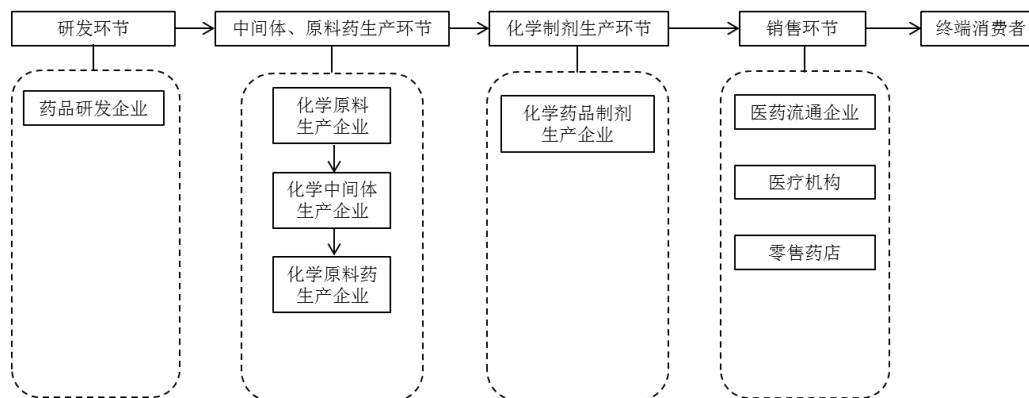 研发环节
中间体、原料药生产环节
化学制剂生产环节
销售环节
终端消费者
药品研发企业
化学原料
生产企业
化学中间体
生产企业
化学原料药
生产企业
化学药品制剂
生产企业
医药流通企业
医疗机构
零售药店